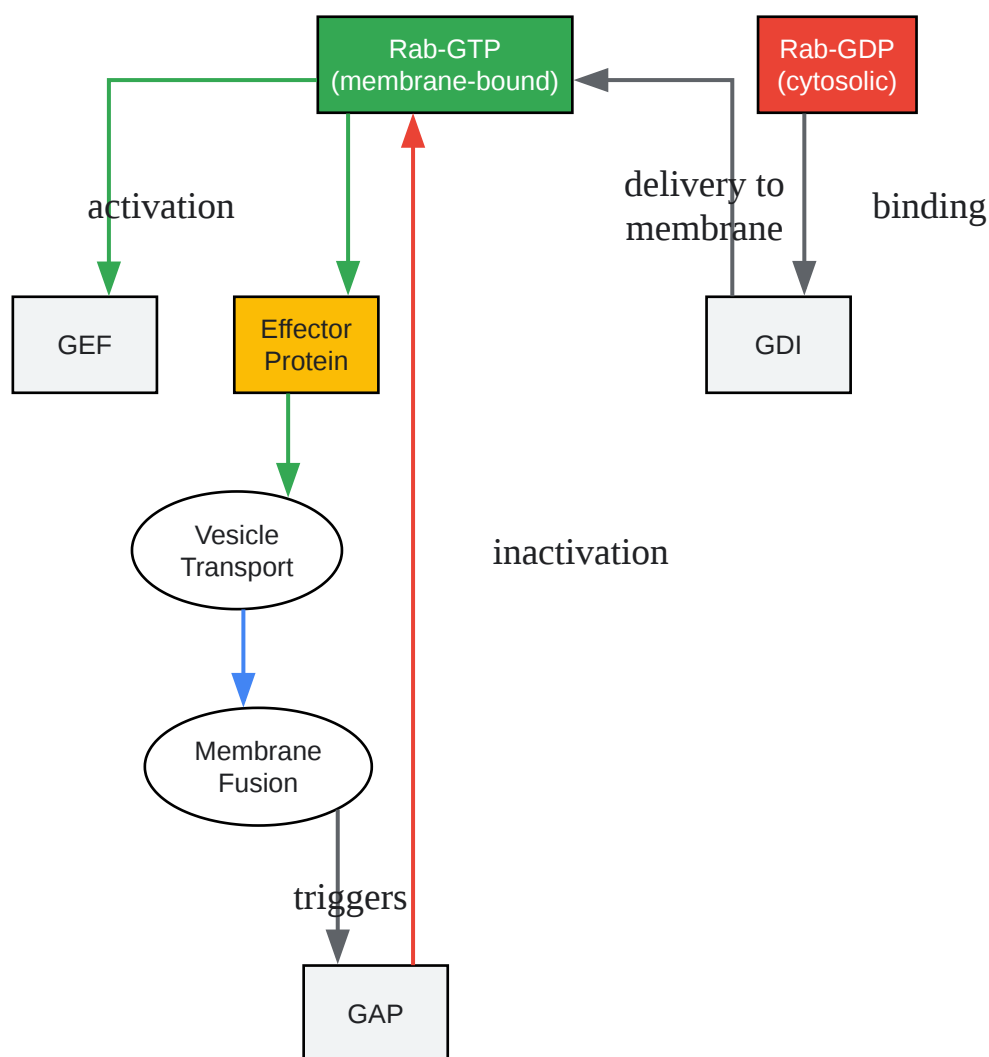 Rab-GTP
(membrane-bound)
Rab-GDP
(cytosolic)
activation
delivery to
membrane
binding
GEF
Effector
Protein
GDI
Vesicle
Transport
inactivation
Membrane
Fusion
triggers
GAP